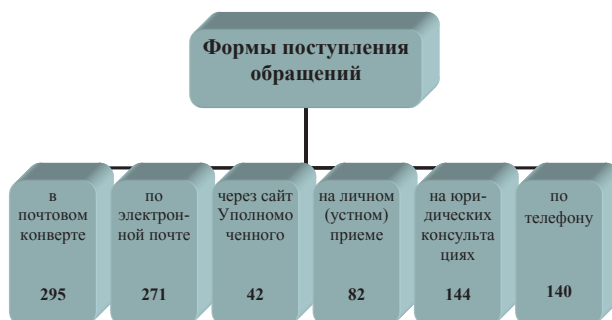 Формы поступления
обращений
в
почтовом
конверте
295
по
электрон-
ной почте
271
через сайт
Уполномо
ченного
42
на личном
(устном)
приеме
82
на юри-
дических
консульта
циях
144
по
телефону
140